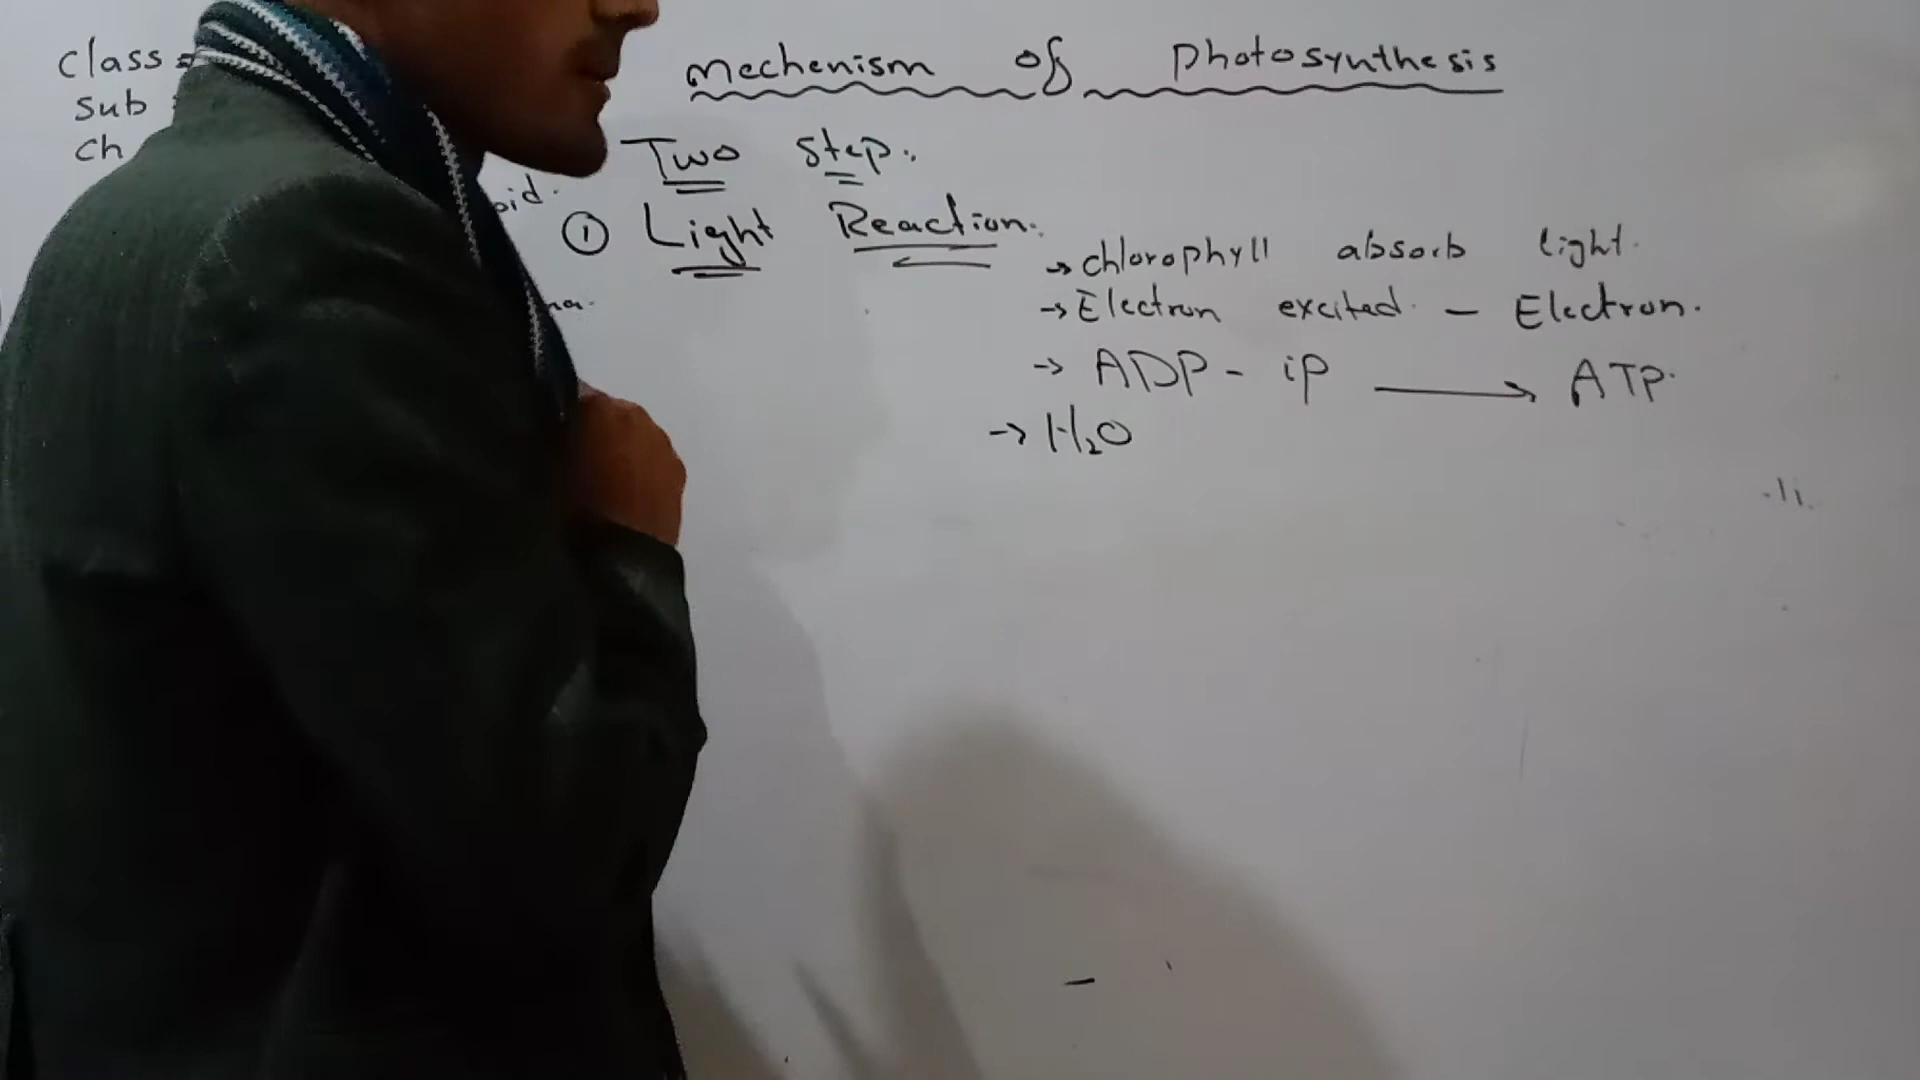 class =
mechenism of photosynthesis
Sub :
Two step.
ch
① Light Reaction.
→ chlorophyll absorb light.
→ Electron excited. – Electron.
→ ADP - iP → ATP.
→ H₂O